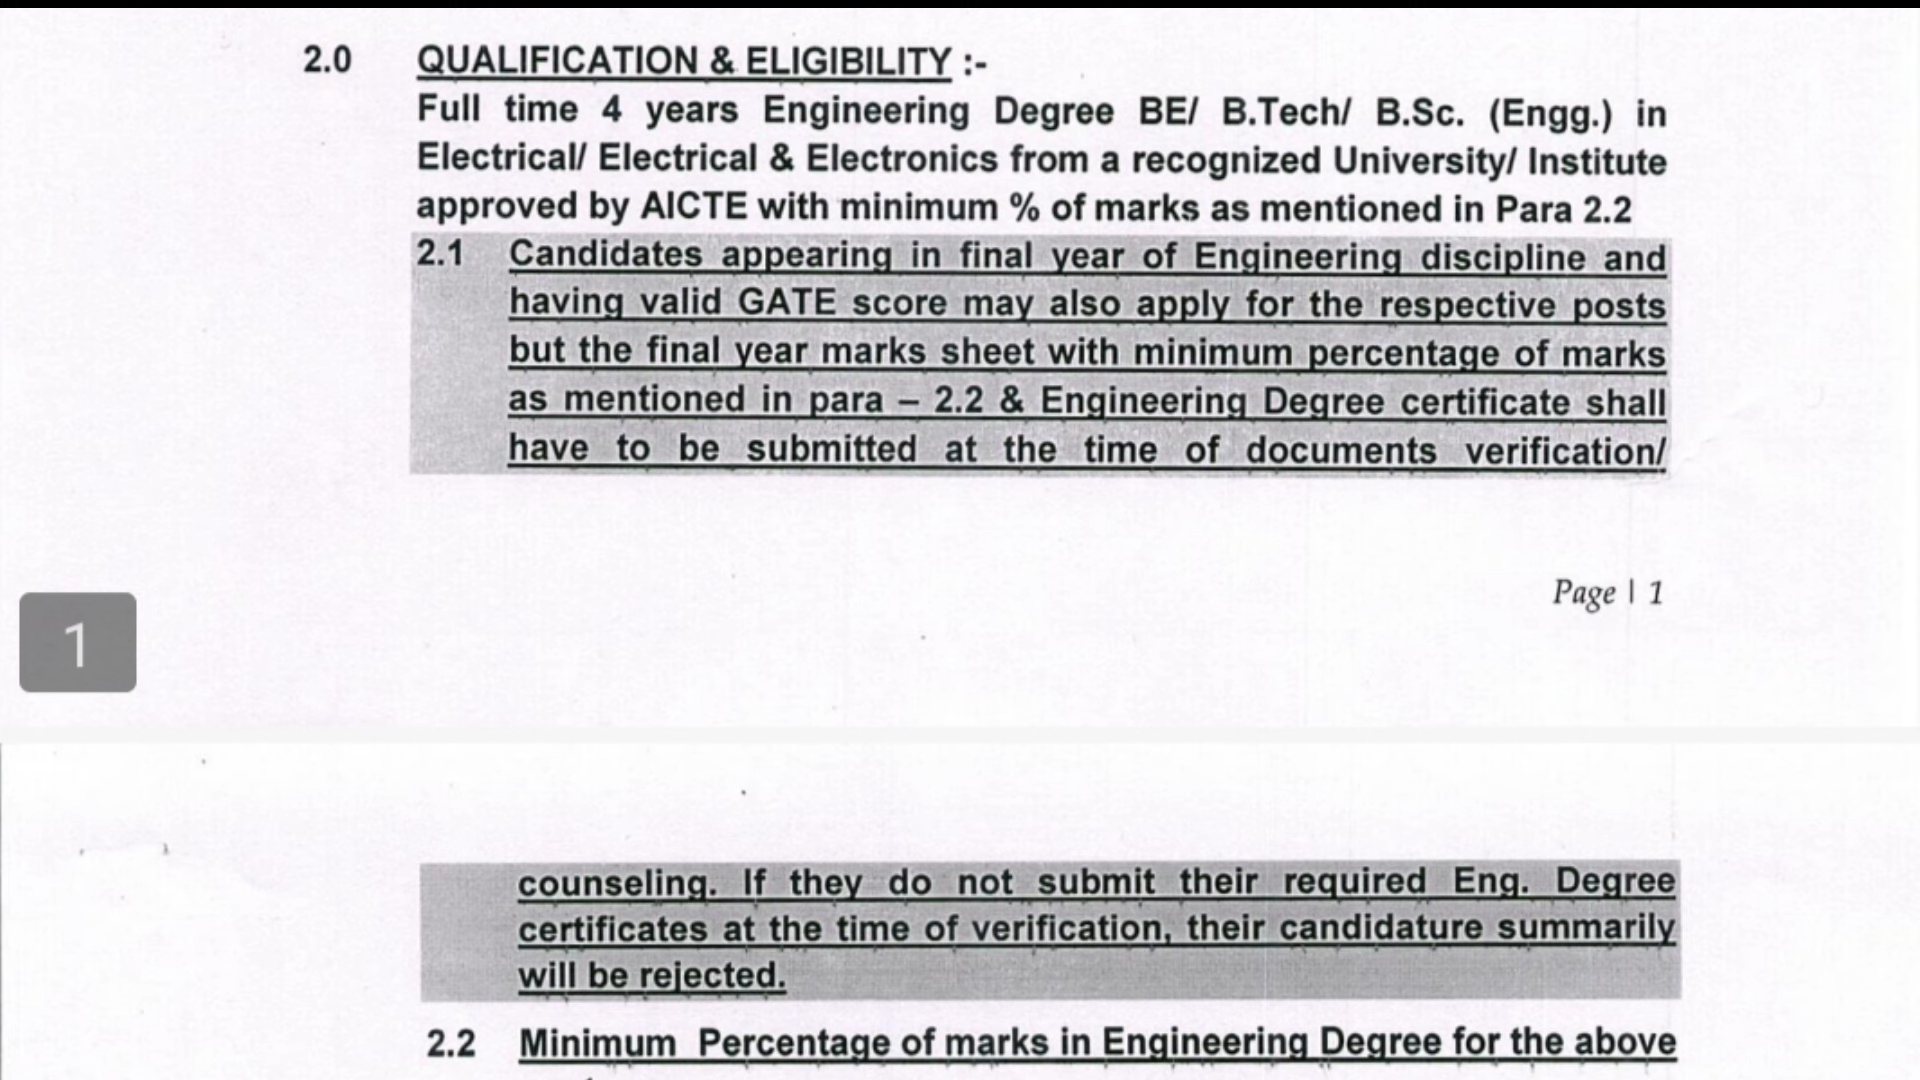 2.0 QUALIFICATION & ELIGIBILITY :-
Full time 4 years Engineering Degree BE/ B.Tech/ B.Sc. (Engg.) in
Electrical/ Electrical & Electronics from a recognized University/ Institute
approved by AICTE with minimum % of marks as mentioned in Para 2.2
2.1 Candidates appearing in final year of Engineering discipline and
having valid GATE score may also apply for the respective posts
but the final year marks sheet with minimum percentage of marks
as mentioned in para – 2.2 & Engineering Degree certificate shall
have to be submitted at the time of documents verification/
Page | 1
1
counseling. If they do not submit their required Eng. Degree
certificates at the time of verification, their candidature summarily
will be rejected.
2.2 Minimum Percentage of marks in Engineering Degree for the above